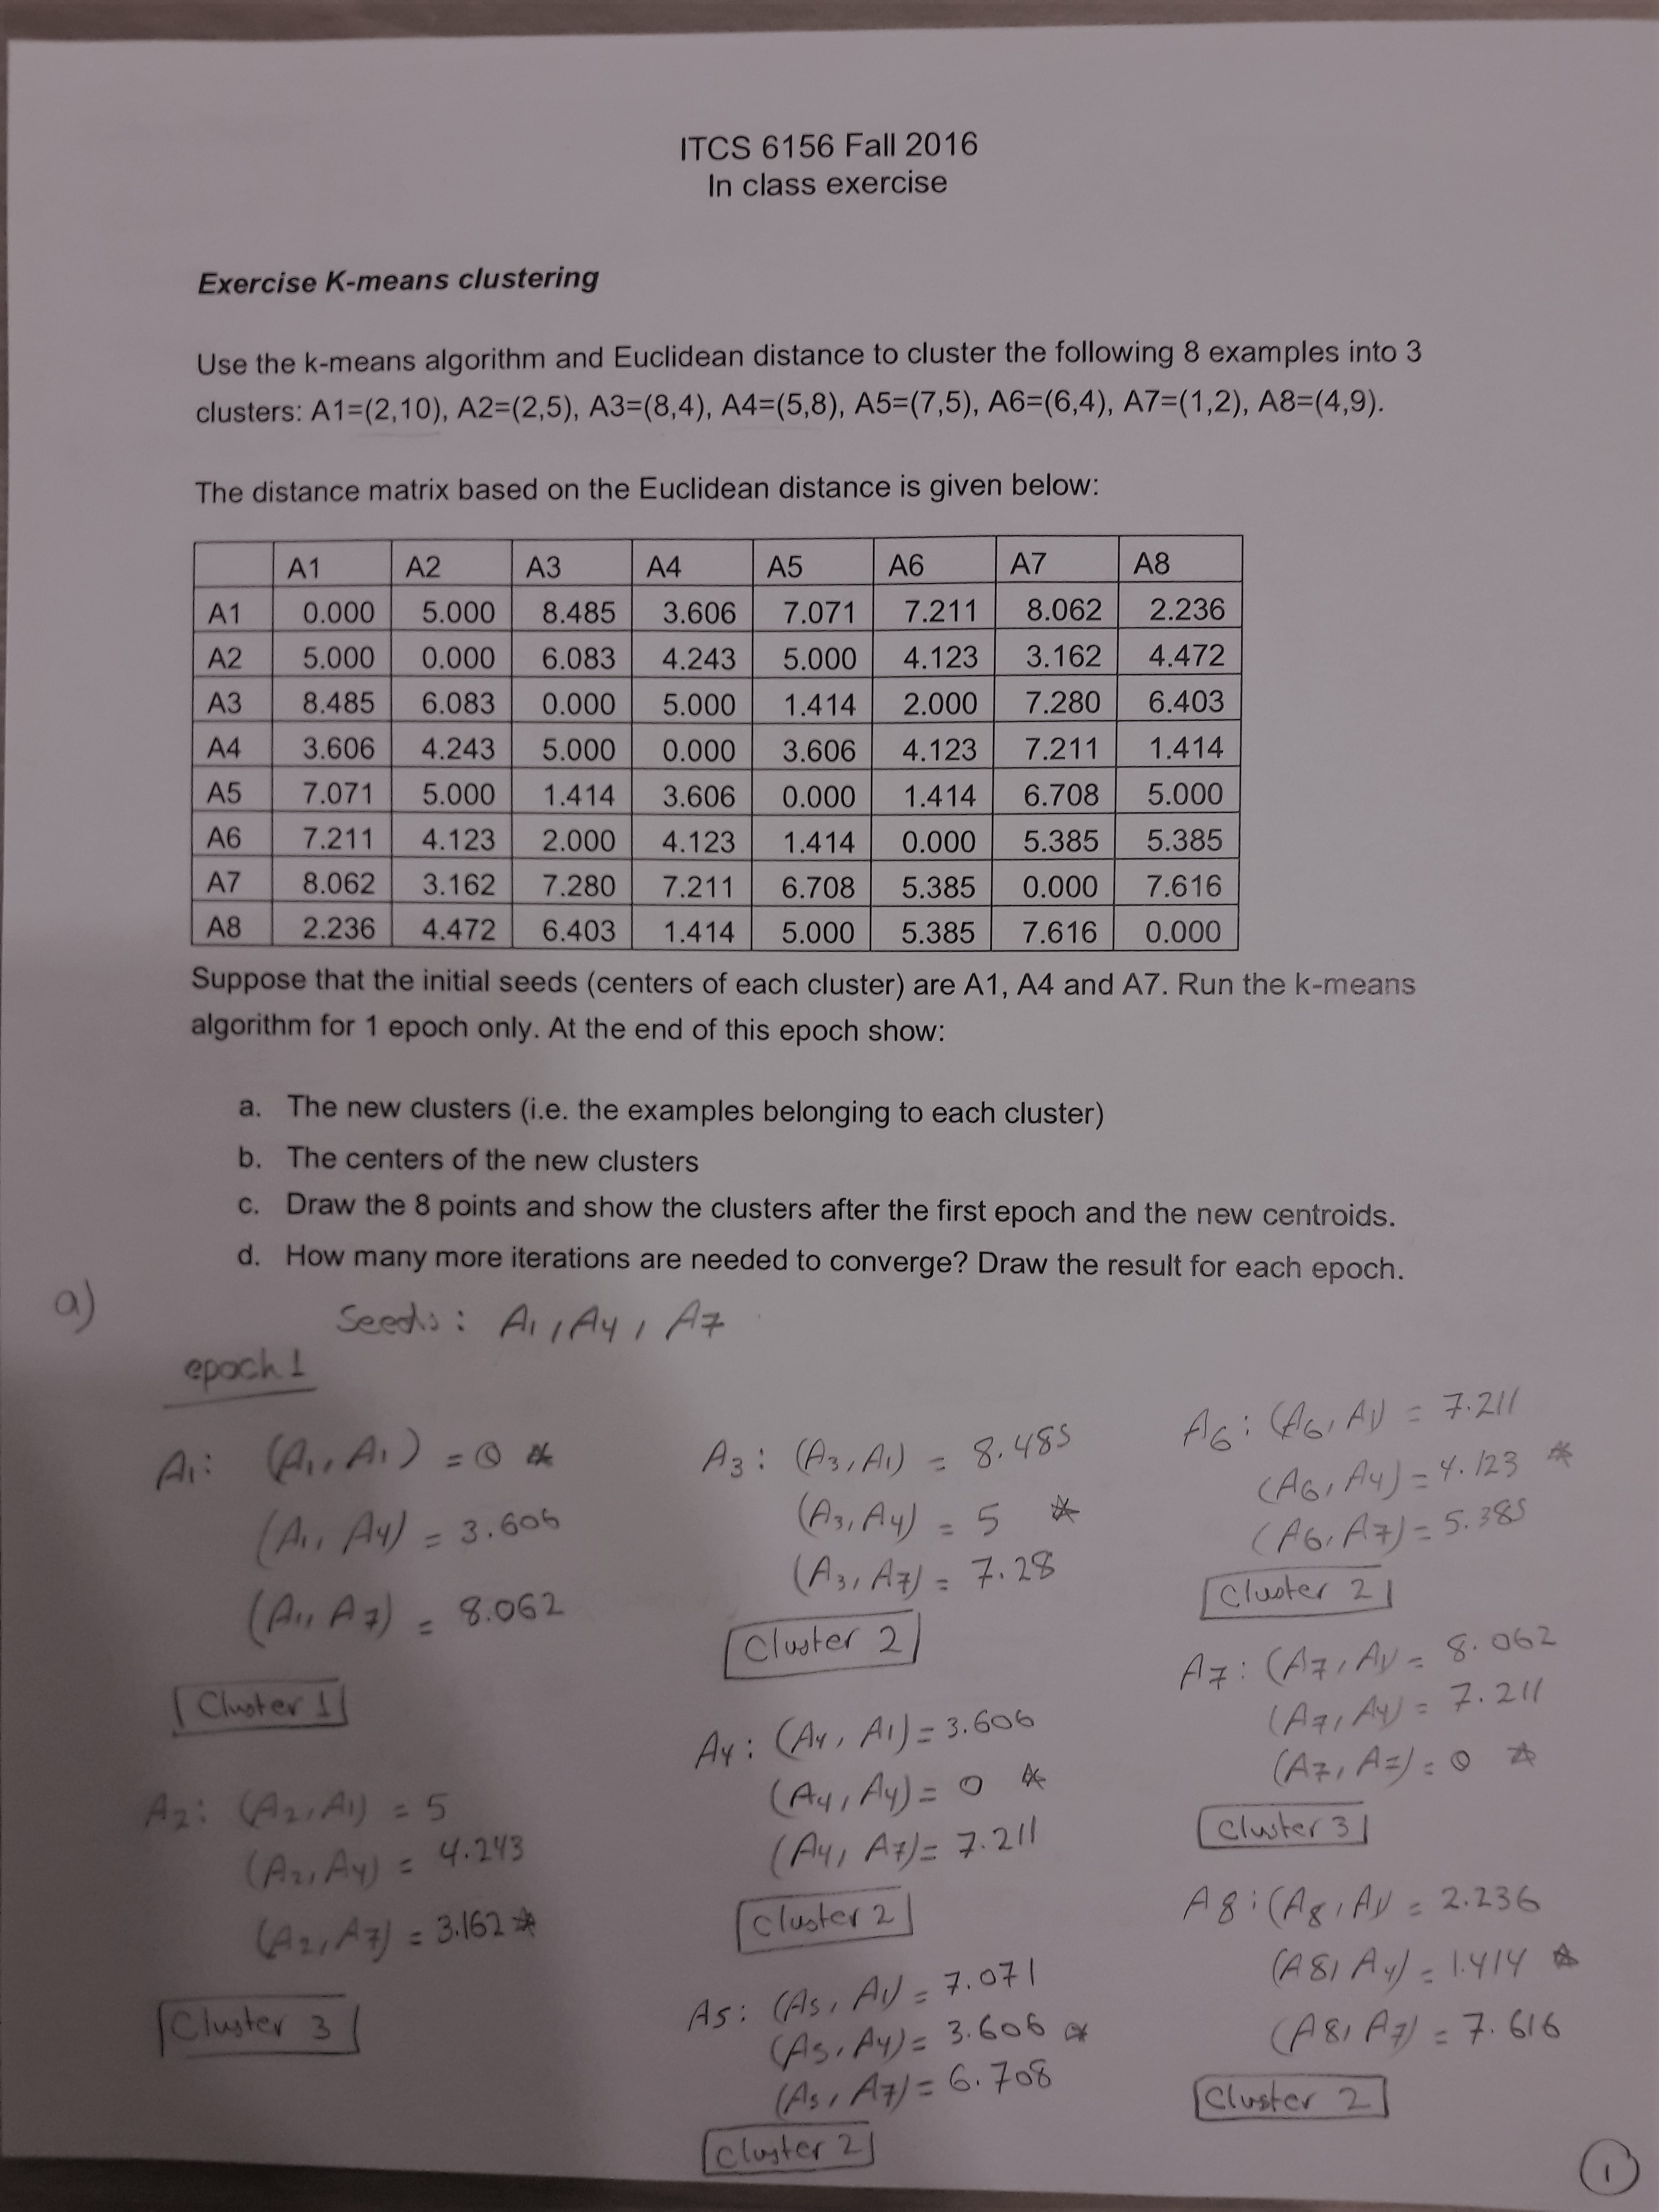 ITCS 6156 Fall 2016
In class exercise
Exercise K-means clustering
Use the k-means algorithm and Euclidean distance to cluster the following 8 examples into 3
clusters: A1=(2,10), A2=(2,5), A3=(8,4), A4=(5,8), A5=(7,5), A6=(6,4), A7=(1,2), A8=(4,9).
The distance matrix based on the Euclidean distance is given below:
A1 A2 A3 A4 A5 A6 A7 A8
A1 0.000 5.000 8.485 3.606 7.071 7.211 8.062 2.236
A2 5.000 0.000 6.083 4.243 5.000 4.123 3.162 4.472
A3 8.485 6.083 0.000 5.000 1.414 2.000 7.280 6.403
A4 3.606 4.243 5.000 0.000 3.606 4.123 7.211 1.414
A5 7.071 5.000 1.414 3.606 0.000 1.414 6.708 5.000
A6 7.211 4.123 2.000 4.123 1.414 0.000 5.385 5.385
A7 8.062 3.162 7.280 7.211 6.708 5.385 0.000 7.616
A8 2.236 4.472 6.403 1.414 5.000 5.385 7.616 0.000
Suppose that the initial seeds (centers of each cluster) are A1, A4 and A7. Run the k-means
algorithm for 1 epoch only. At the end of this epoch show:
a. The new clusters (i.e. the examples belonging to each cluster)
b. The centers of the new clusters
c. Draw the 8 points and show the clusters after the first epoch and the new centroids.
d. How many more iterations are needed to converge? Draw the result for each epoch.
a)
Seeds: A1, A4, A7
epoch 1
A1: (A1, A1) = 0 *
(A1, A4) = 3.606
(A1, A7) = 8.062
Cluster 1
A2: (A2, A1) = 5
(A2, A4) = 4.243
(A2, A7) = 3.162 *
Cluster 3
A3: (A3, A1) = 8.485
(A3, A4) = 5 *
(A3, A7) = 7.28
Cluster 2
A4: (A4, A1) = 3.606
(A4, A4) = 0 *
(A4, A7) = 7.211
Cluster 2
A5: (A5, A1) = 7.071
(A5, A4) = 3.606 *
(A5, A7) = 6.708
Cluster 2
A6: (A6, A1) = 7.211
(A6, A4) = 4.123 *
(A6, A7) = 5.385
Cluster 2
A7: (A7, A1) = 8.062
(A7, A4) = 7.211
(A7, A7) = 0 *
Cluster 3
A8: (A8, A1) = 2.236
(A8, A4) = 1.414 *
(A8, A7) = 7.616
Cluster 2
1